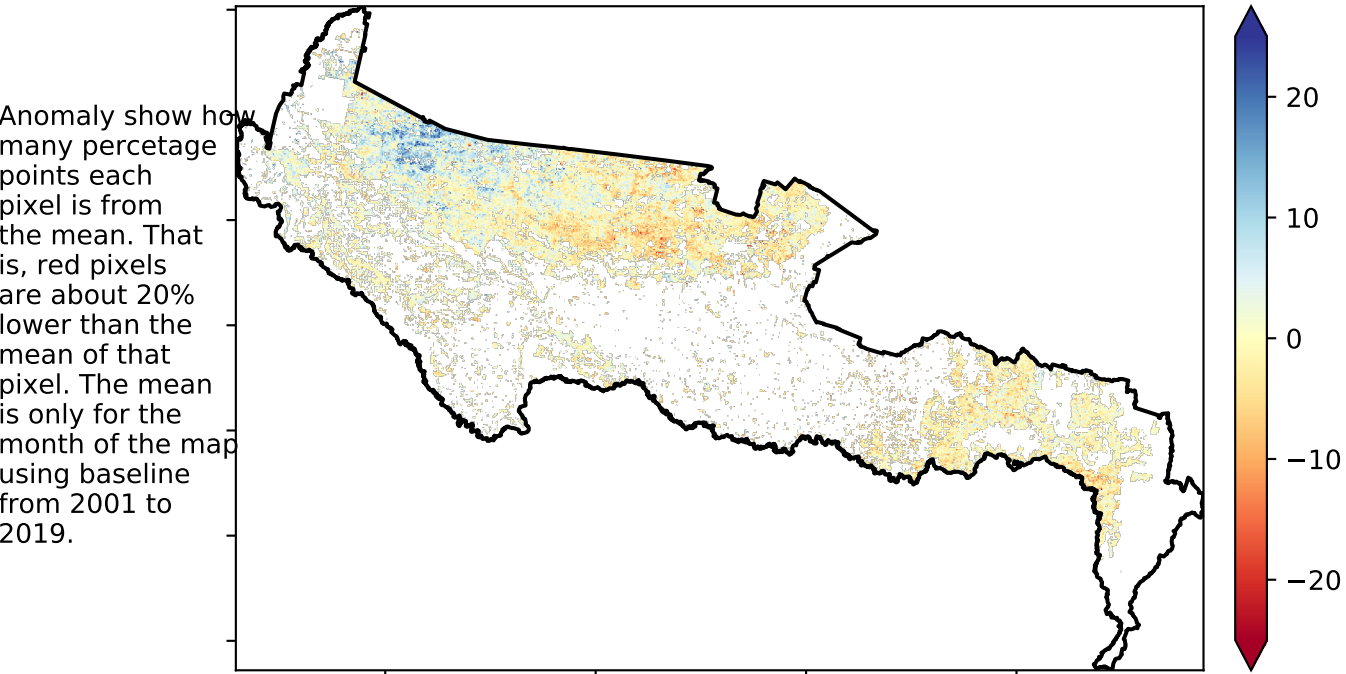 Anomaly show how
many percetage
points each
pixel is from
the mean. That
is, red pixels
are about 20%
lower than the
mean of that
pixel. The mean
is only for the
month of the map
using baseline
from 2001 to
2019.
20
10
0
−10
−20